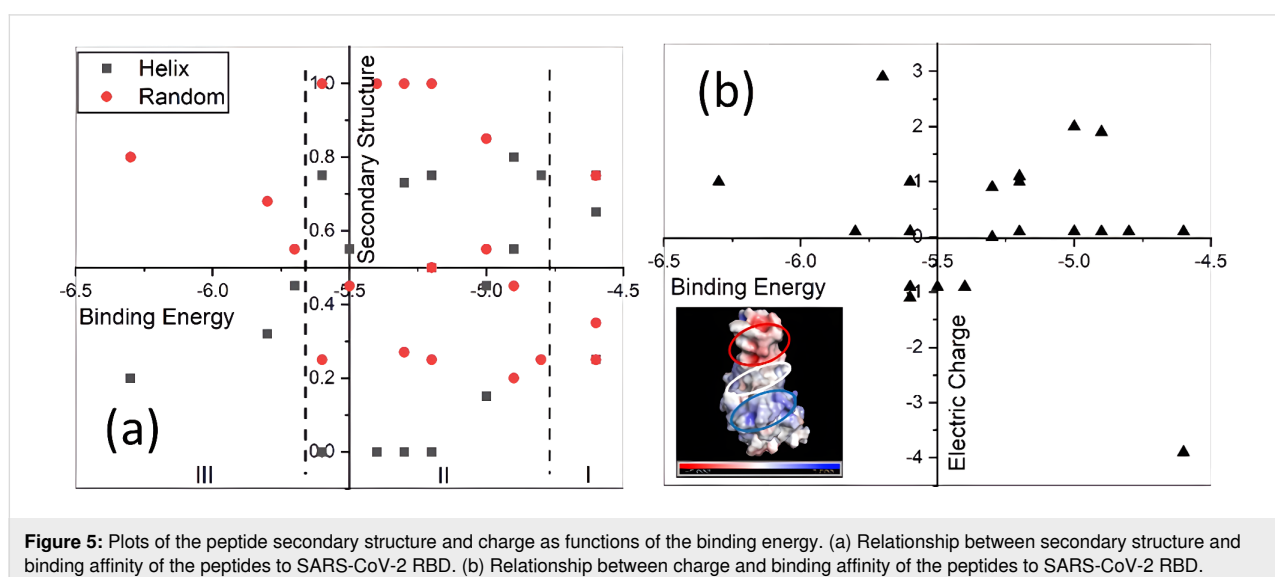 Helix
Random
1.0
0.8
0.6
0.4
0.2
0.0
Secondary Structure
-6.5
-6.0
-5.5
-5.0
-4.5
Binding Energy
(a)
III
II
I
(b)
3
2
1
0
-1
-2
-3
-4
-6.5
-6.0
-5.5
-5.0
-4.5
Binding Energy
Electric Charge
Figure 5: Plots of the peptide secondary structure and charge as functions of the binding energy. (a) Relationship between secondary structure and
binding affinity of the peptides to SARS-CoV-2 RBD. (b) Relationship between charge and binding affinity of the peptides to SARS-CoV-2 RBD.